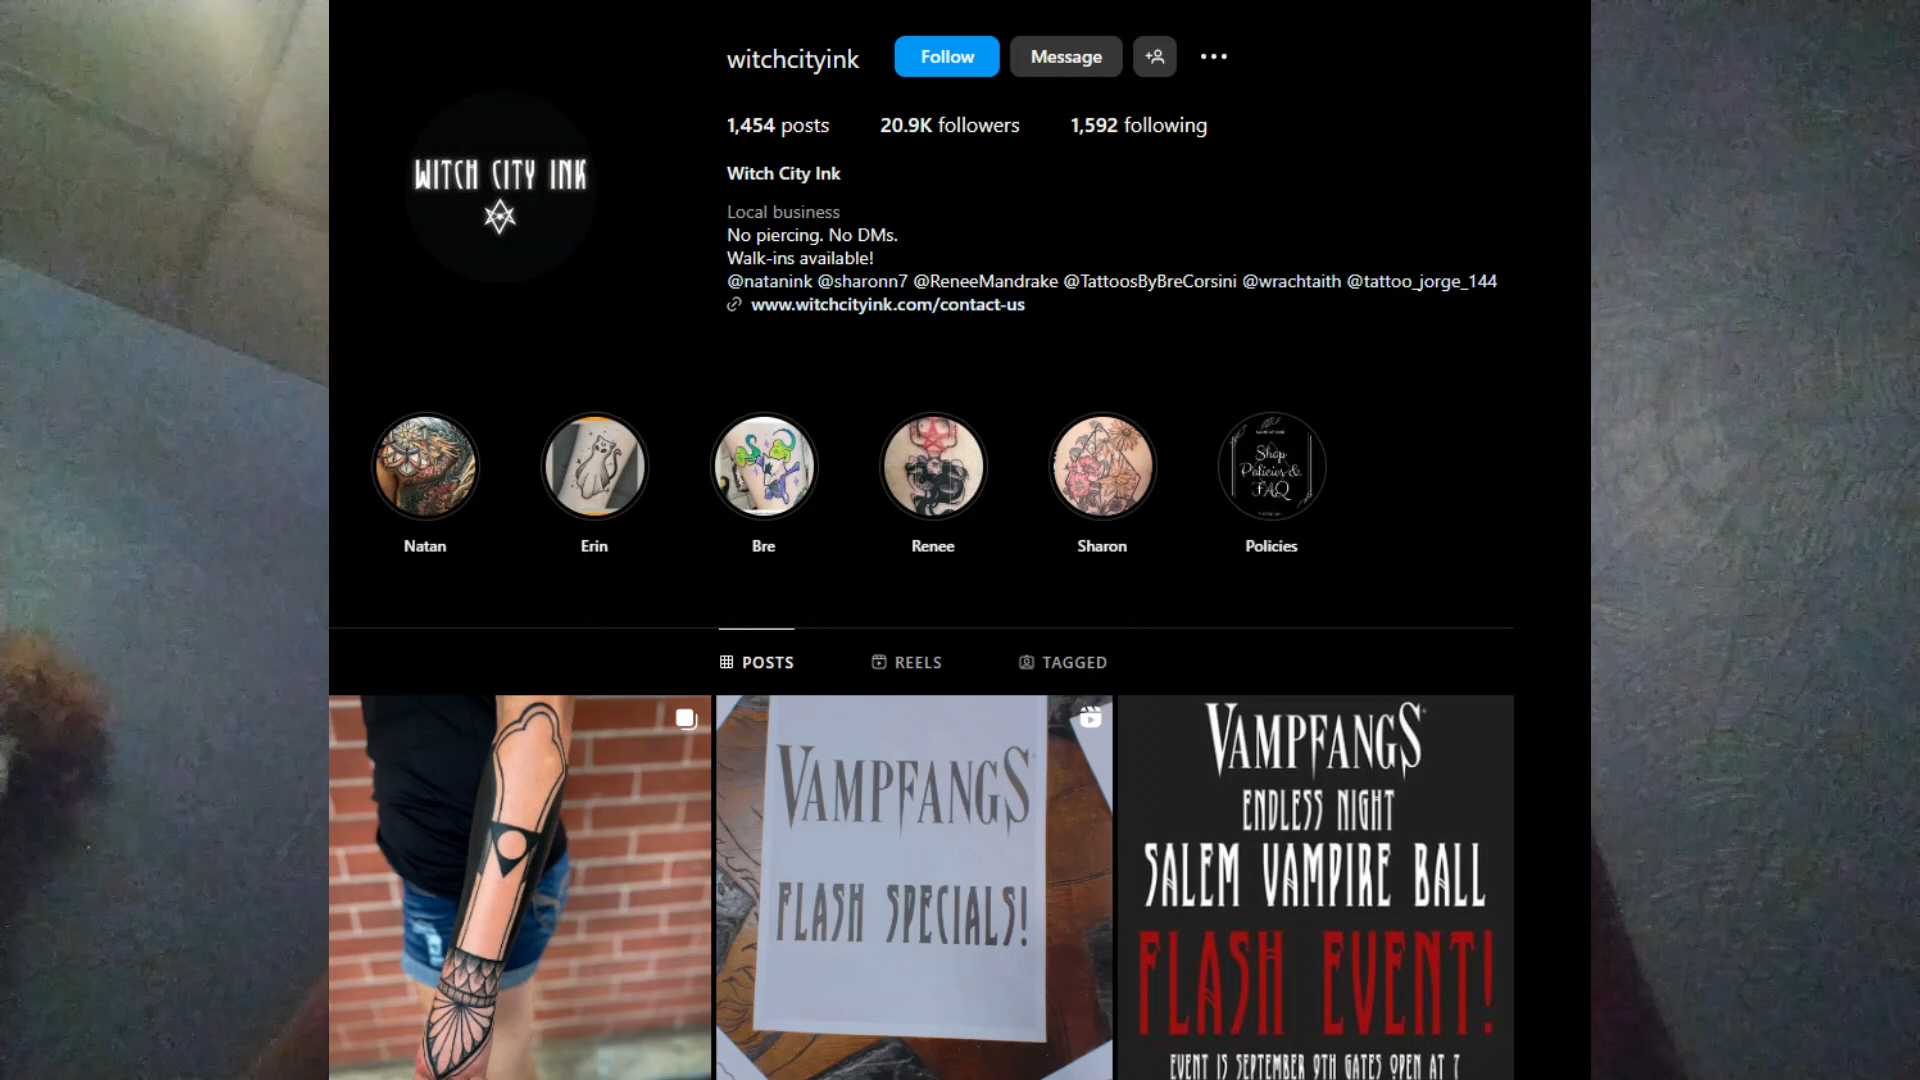 witchcityink
Follow
Message
1,454 posts
20.9K followers
1,592 following
WITCH CITY INK
Witch City Ink
Local business
No piercing. No DMs.
Walk-ins available!
@natanink @sharonn7 @ReneeMandrake @TattoosByBreCorsini @wrachtaith @tattoo_jorge_144
www.witchcityink.com/contact-us
Shop
Policies &
FAQ
Natan
Erin
Bre
Renee
Sharon
Policies
POSTS
REELS
TAGGED
VAMPFANGS
FLASH SPECIALS!
VAMPFANGS
ENDLESS NIGHT
SALEM VAMPIRE BALL
FLASH EVENT!
EVENT IS SEPTEMBER 9TH GATES OPEN AT 7